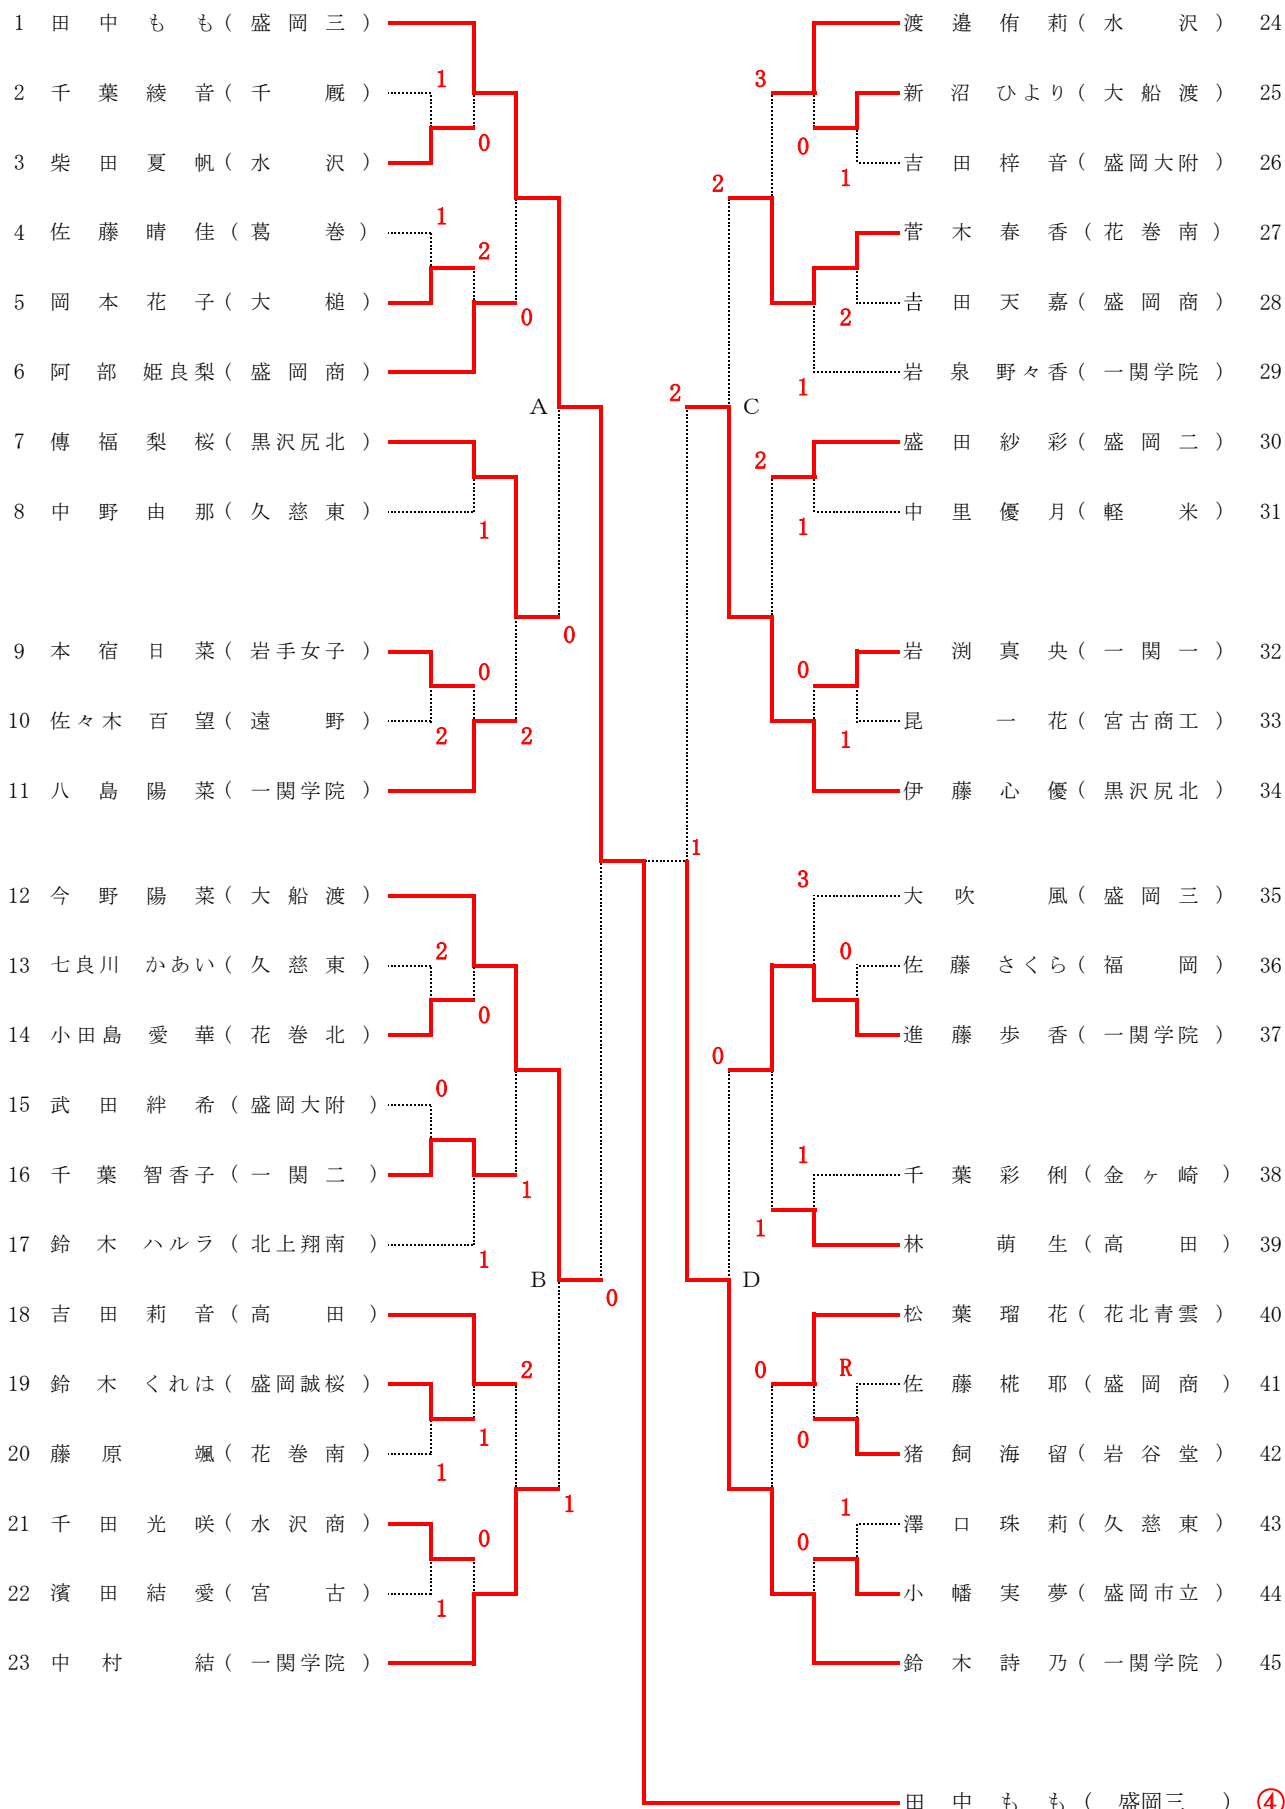 1 田中もも(盛岡三)
1
2 千葉綾音(千厩)
0
3 柴田夏帆(水沢)
1
4 佐藤晴佳(葛巻)
2
5 岡本花子(大槌)
0
6 阿部姫良梨(盛岡商)
A
7 傳福梨桜(黒沢尻北)
8 中野由那(久慈東)
1
0
9 本宿日菜(岩手女子)
0
10 佐々木百望(遠野)
2 2
11 八島陽菜(一関学院)
12 今野陽菜(大船渡)
2
13 七良川かあい(久慈東)
0
14 小田島愛華(花巻北)
0
15 武田絆希(盛岡大附)
16 千葉智香子(一関二)
1
17 鈴木ハルラ(北上翔南)
1
B
0
18 吉田莉音(高田)
2
19 鈴木くれは(盛岡誠桜)
1
20 藤原颯(花巻南)
1
1
21 千田光咲(水沢商)
0
22 濱田結愛(宮古)
1
23 中村結(一関学院)
渡邉侑莉(水沢) 24
3
新沼ひより(大船渡) 25
0
吉田梓音(盛岡大附) 26
1
2
菅木春香(花巻南) 27
𠮷田天嘉(盛岡商) 28
2
岩泉野々香(一関学院) 29
1
2
C
盛田紗彩(盛岡二) 30
2
中里優月(軽米) 31
1
岩渕真央(一関一) 32
0
昆一花(宮古商工) 33
1
伊藤心優(黒沢尻北) 34
1
3
大吹風(盛岡三) 35
0
佐藤さくら(福岡) 36
進藤歩香(一関学院) 37
0
1
千葉彩俐(金ヶ崎) 38
1
林萌生(高田) 39
D
松葉瑠花(花北青雲) 40
0 R
佐藤椛耶(盛岡商) 41
0
猪飼海留(岩谷堂) 42
1
澤口珠莉(久慈東) 43
0
小幡実夢(盛岡市立) 44
鈴木詩乃(一関学院) 45
田中もも(盛岡三) ④